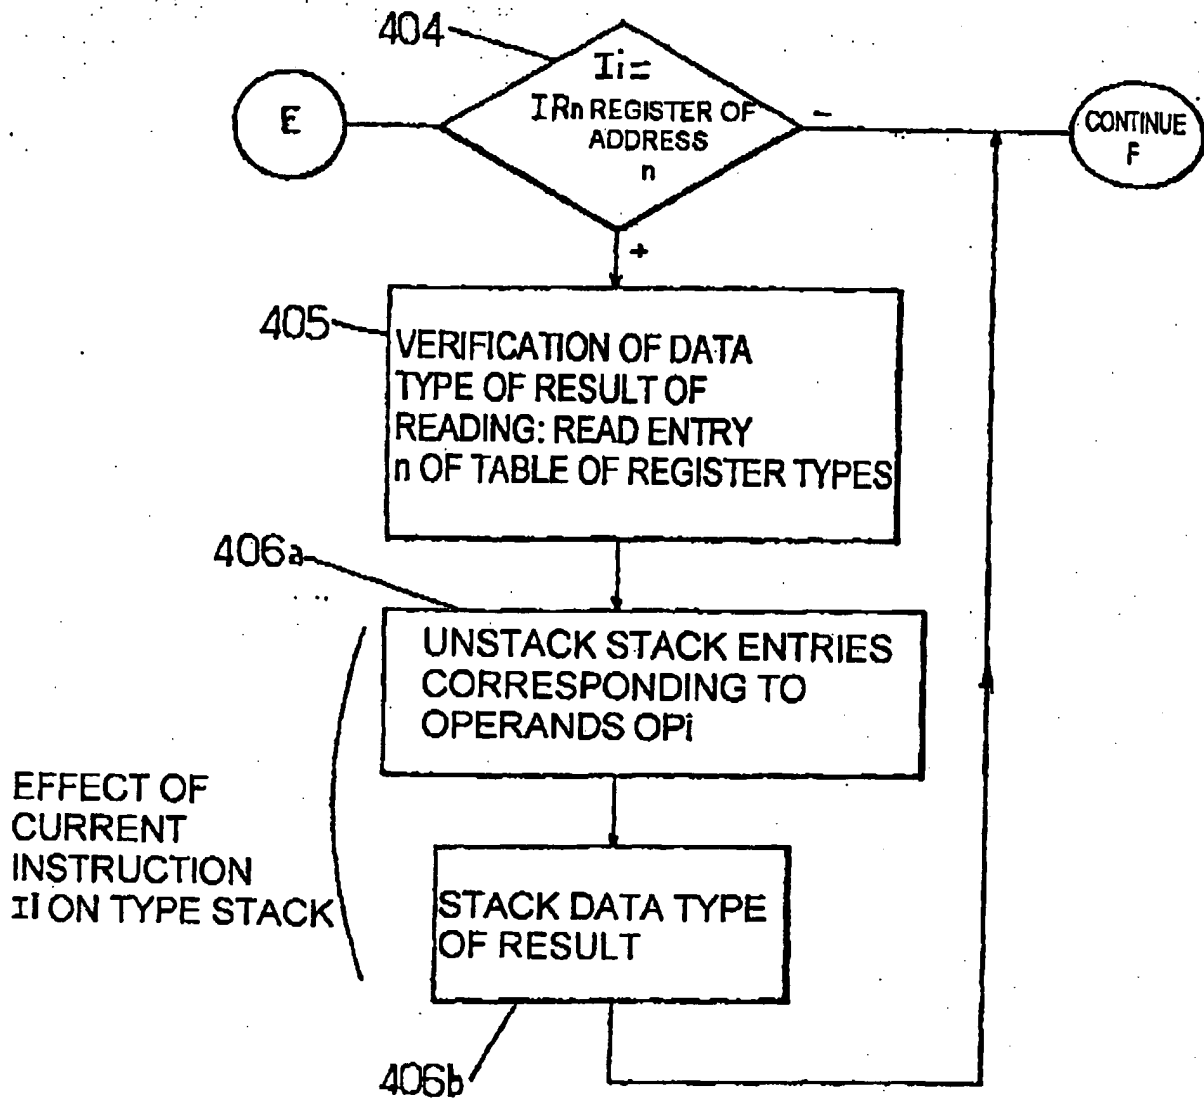 404
Ii=
IRn REGISTER OF
ADDRESS
n
E
-
CONTINUE
F
+
405
VERIFICATION OF DATA
TYPE OF RESULT OF
READING: READ ENTRY
n OF TABLE OF REGISTER TYPES
406a
UNSTACK STACK ENTRIES
CORRESPONDING TO
OPERANDS OPi
EFFECT OF
CURRENT
INSTRUCTION
Ii ON TYPE STACK
STACK DATA TYPE
OF RESULT
406b